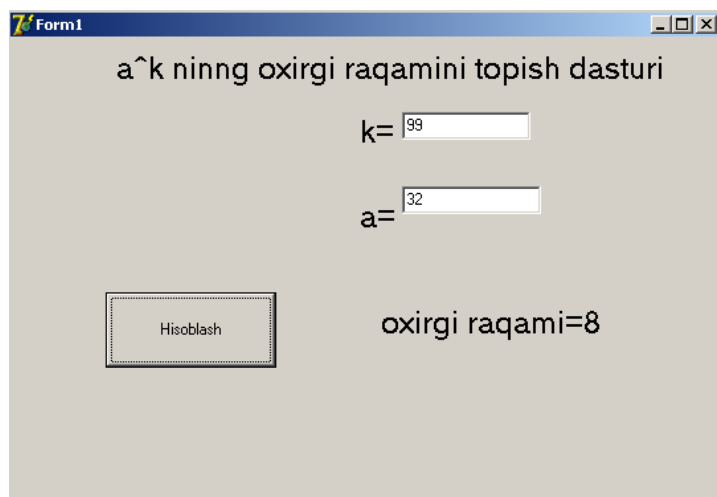 Form1
a^k ninng oxirgi raqamini topish dasturi
k= 99
a= 32
Hisoblash
oxirgi raqami=8